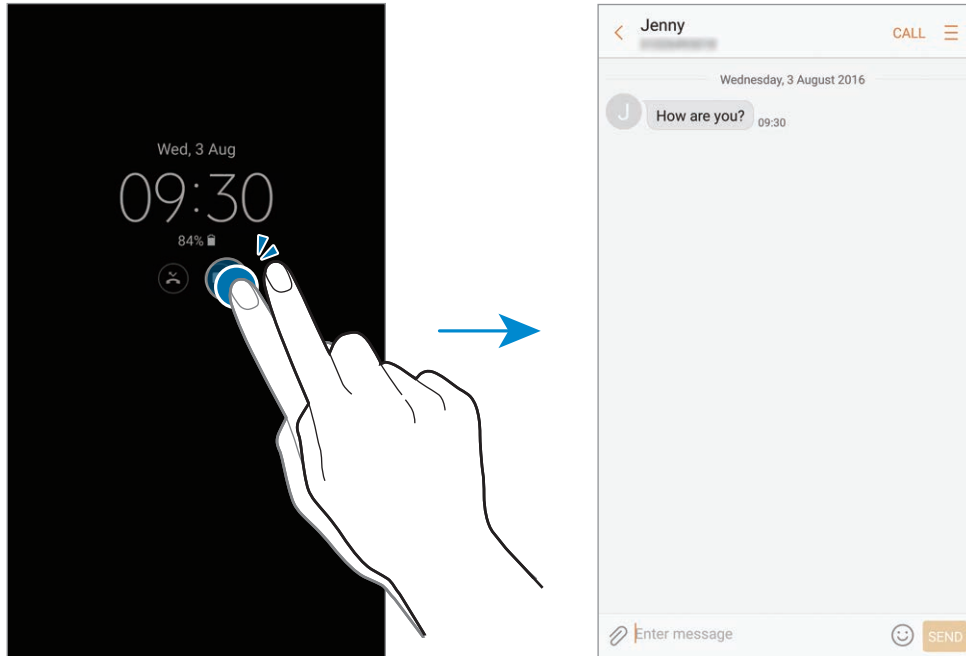 Wed, 3 Aug
09:30
84%
Jenny
CALL
Wednesday, 3 August 2016
J
How are you?
09:30
Enter message
SEND